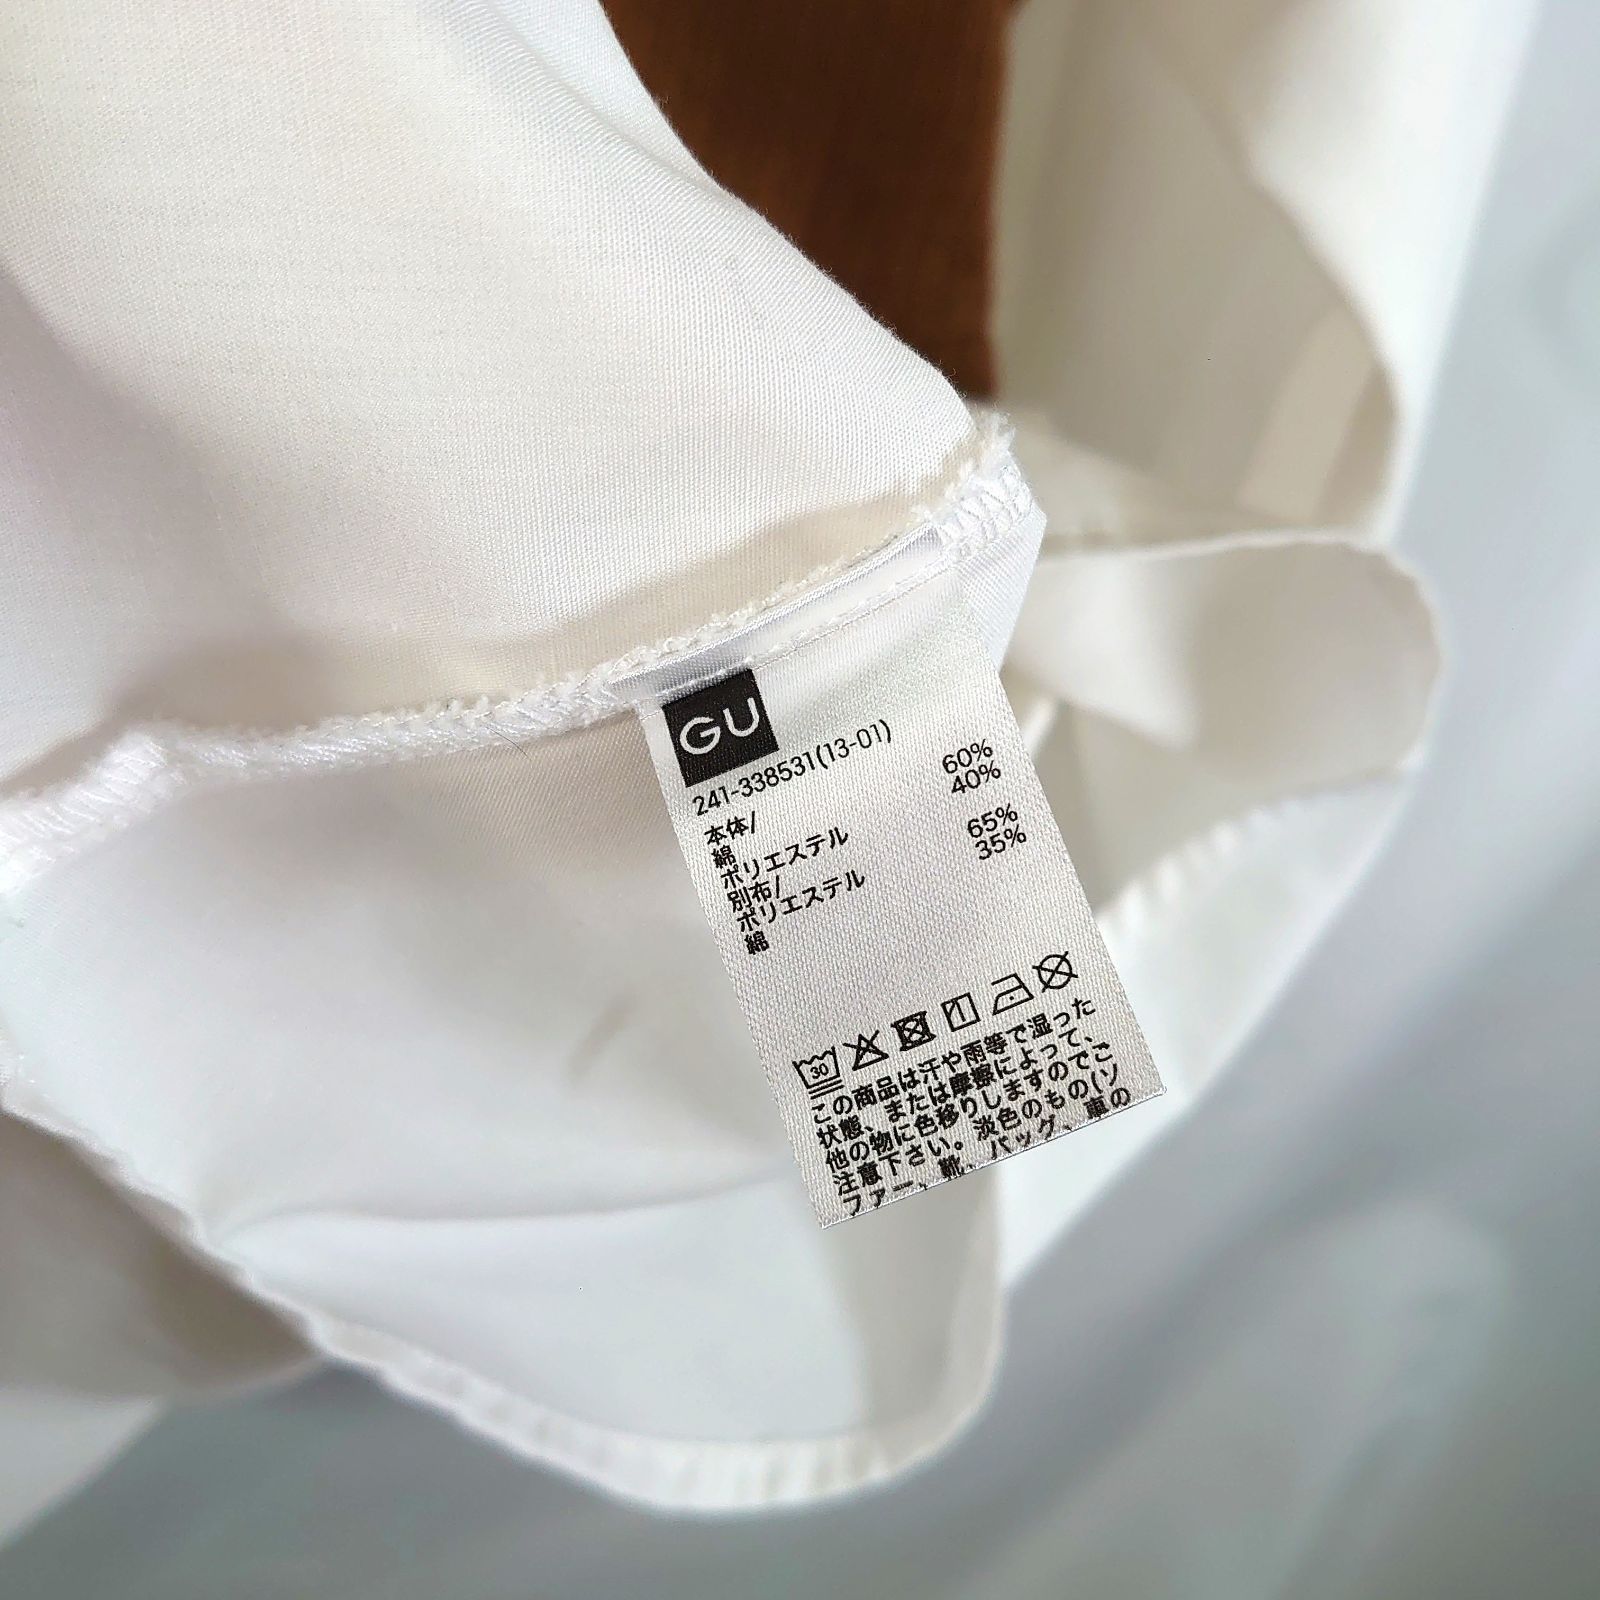 GU
241-338531(13-01)
本体/
綿 60%
ポリエステル 40%
別布/
ポリエステル 65%
綿 35%
30
この商品は汗や雨等で湿った
状態、または摩擦によって、
他の物に色移りしますのでご
注意下さい。淡色のもの(ソ
ファー、靴、バッグ、車の